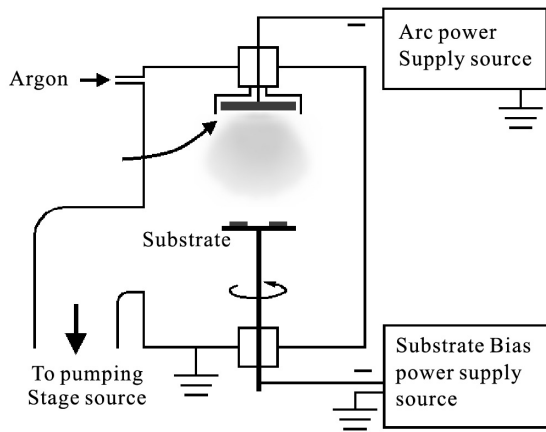 Arc power
Supply source
Argon
Substrate
To pumping
Stage source
Substrate Bias
power supply
source